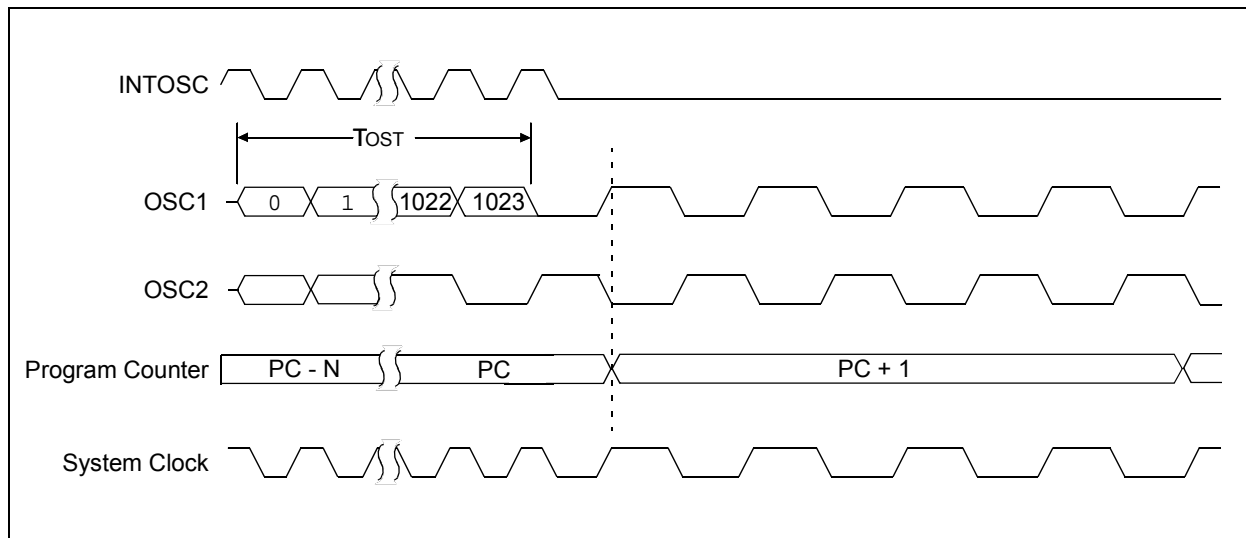 INTOSC
TOST
OSC1 0 1 1022 1023
OSC2
Program Counter PC - N PC PC + 1
System Clock